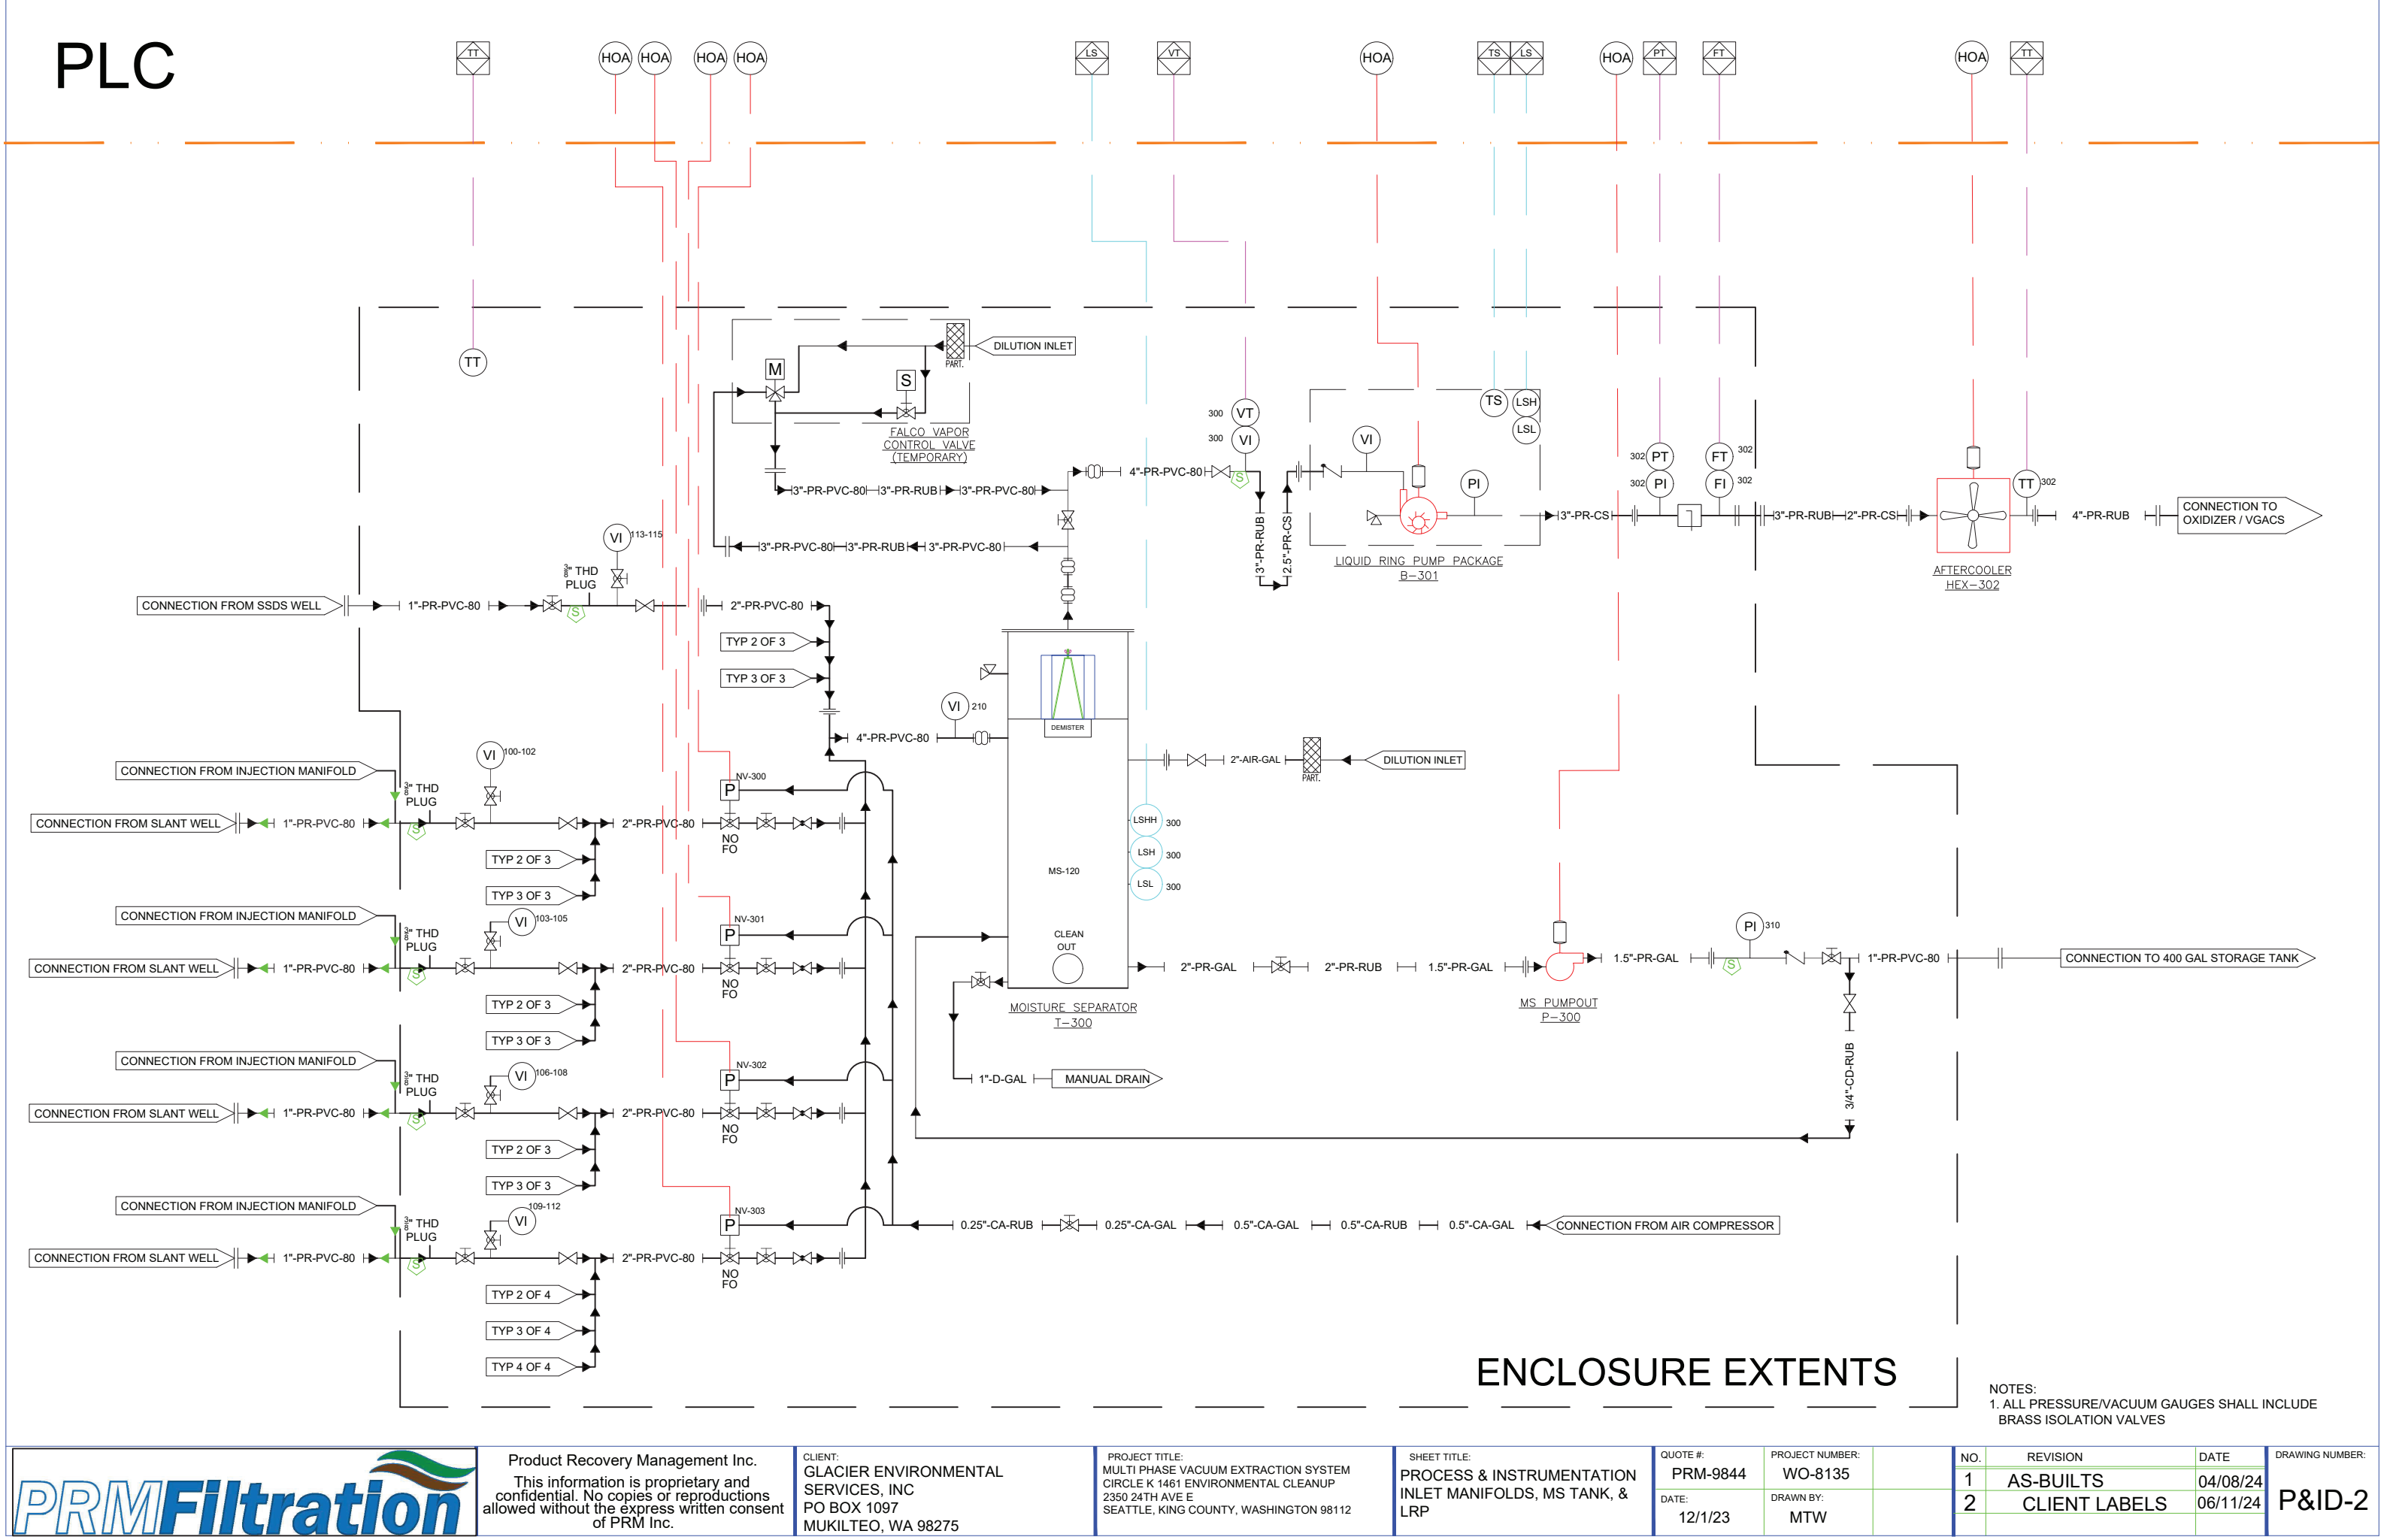 PLC
TT
HOA
HOA
HOA
HOA
LS
VT
HOA
TS
LS
HOA
PT
FT
HOA
TT
TT
M
S
PART.
DILUTION INLET
FALCO VAPOR
CONTROL VALVE
(TEMPORARY)
3"-PR-PVC-80
3"-PR-RUB
3"-PR-PVC-80
4"-PR-PVC-80
300 VT
300 VI
S
3"-PR-RUB
2.5"-PR-CS
VI
PI
TS
LSH
LSL
LIQUID RING PUMP PACKAGE
B-301
3"-PR-CS
302 PT
302 PI
FT 302
FI 302
3"-PR-RUB
2"-PR-CS
TT 302
AFTERCOOLER
HEX-302
4"-PR-RUB
CONNECTION TO
OXIDIZER / VGACS
3"-PR-PVC-80
3"-PR-RUB
3"-PR-PVC-80
VI 113-115
" THD
PLUG
CONNECTION FROM SSDS WELL
1"-PR-PVC-80
S
2"-PR-PVC-80
TYP 2 OF 3
TYP 3 OF 3
VI 210
4"-PR-PVC-80
DEMISTER
2"-AIR-GAL
PART.
DILUTION INLET
LSHH 300
LSH 300
LSL 300
MS-120
CLEAN
OUT
MOISTURE SEPARATOR
T-300
1"-D-GAL
MANUAL DRAIN
2"-PR-GAL
2"-PR-RUB
1.5"-PR-GAL
MS PUMPOUT
P-300
1.5"-PR-GAL
S
PI 310
1"-PR-PVC-80
CONNECTION TO 400 GAL STORAGE TANK
3/4"-CD-RUB
CONNECTION FROM INJECTION MANIFOLD
" THD
PLUG
VI 100-102
CONNECTION FROM SLANT WELL
1"-PR-PVC-80
S
2"-PR-PVC-80
NV-300
P
NO
FO
TYP 2 OF 3
TYP 3 OF 3
CONNECTION FROM INJECTION MANIFOLD
" THD
PLUG
VI 103-105
CONNECTION FROM SLANT WELL
1"-PR-PVC-80
S
2"-PR-PVC-80
NV-301
P
NO
FO
TYP 2 OF 3
TYP 3 OF 3
CONNECTION FROM INJECTION MANIFOLD
" THD
PLUG
VI 106-108
CONNECTION FROM SLANT WELL
1"-PR-PVC-80
S
2"-PR-PVC-80
NV-302
P
NO
FO
TYP 2 OF 3
TYP 3 OF 3
CONNECTION FROM INJECTION MANIFOLD
" THD
PLUG
VI 109-112
CONNECTION FROM SLANT WELL
1"-PR-PVC-80
S
2"-PR-PVC-80
NV-303
P
NO
FO
TYP 2 OF 4
TYP 3 OF 4
TYP 4 OF 4
0.25"-CA-RUB
0.25"-CA-GAL
0.5"-CA-GAL
0.5"-CA-RUB
0.5"-CA-GAL
CONNECTION FROM AIR COMPRESSOR
ENCLOSURE EXTENTS
NOTES:
1. ALL PRESSURE/VACUUM GAUGES SHALL INCLUDE
BRASS ISOLATION VALVES
PRMFiltration
Product Recovery Management Inc.
This information is proprietary and
confidential. No copies or reproductions
allowed without the express written consent
of PRM Inc.
CLIENT:
GLACIER ENVIRONMENTAL
SERVICES, INC
PO BOX 1097
MUKILTEO, WA 98275
PROJECT TITLE:
MULTI PHASE VACUUM EXTRACTION SYSTEM
CIRCLE K 1461 ENVIRONMENTAL CLEANUP
2350 24TH AVE E
SEATTLE, KING COUNTY, WASHINGTON 98112
SHEET TITLE:
PROCESS & INSTRUMENTATION
INLET MANIFOLDS, MS TANK, &
LRP
QUOTE #:
PRM-9844
PROJECT NUMBER:
WO-8135
DATE:
12/1/23
DRAWN BY:
MTW
NO. REVISION DATE
1 AS-BUILTS 04/08/24
2 CLIENT LABELS 06/11/24
DRAWING NUMBER:
P&ID-2